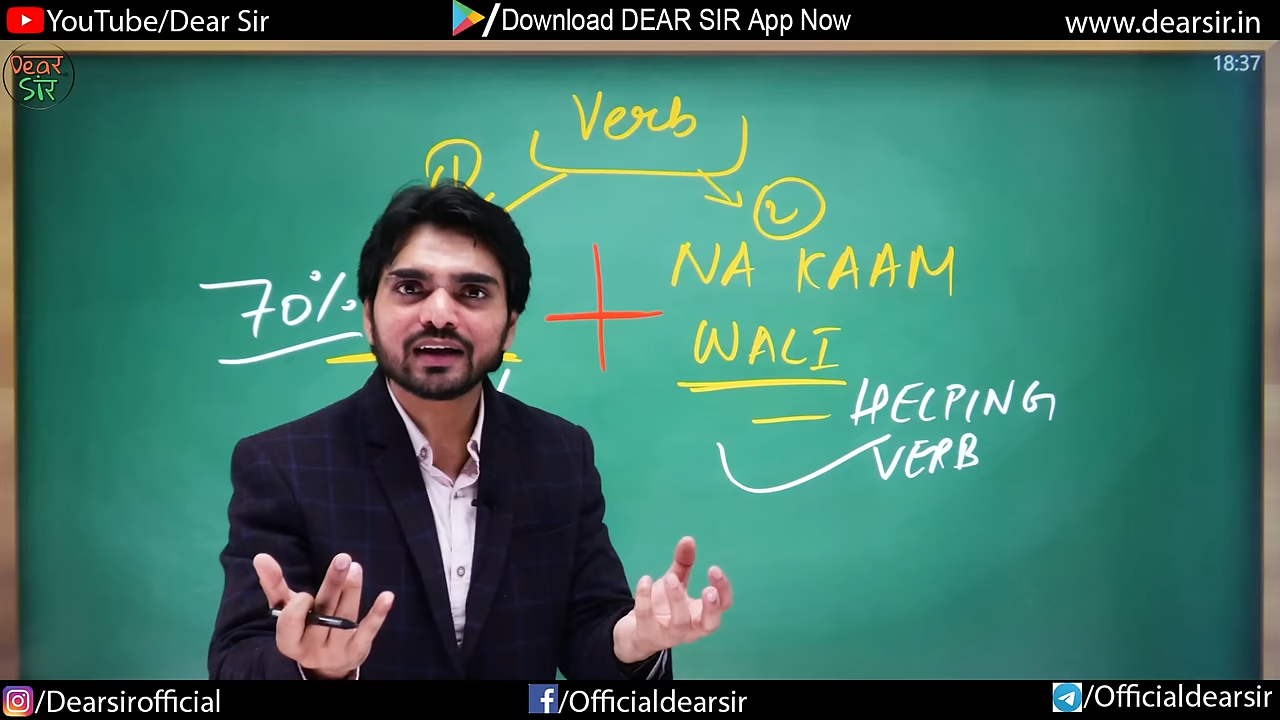 YouTube/Dear Sir
/Download DEAR SIR App Now
www.dearsir.in
Dear
Sir
18:37
Verb
1
2
70%
NA KAAM
WALI
HELPING
VERB
/Dearsirofficial
/Officialdearsir
/Officialdearsir